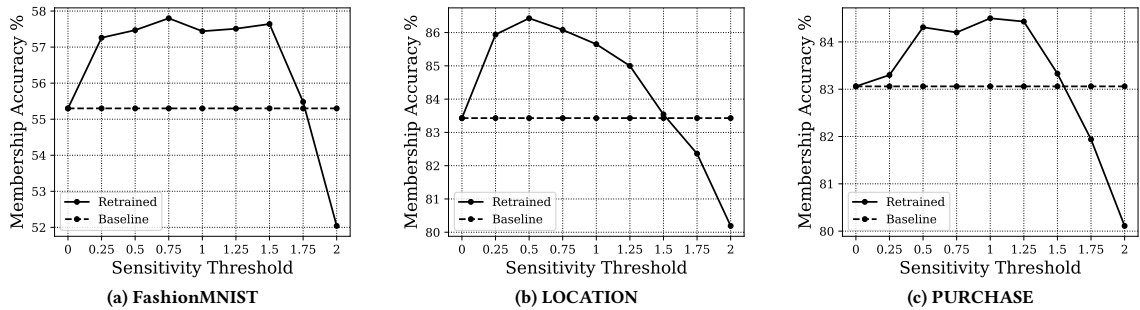 58
57
56
55
54
53
52
Membership Accuracy %
Retrained
Baseline
0 0.25 0.5 0.75 1 1.25 1.5 1.75 2
Sensitivity Threshold
(a) FashionMNIST
86
85
84
83
82
81
80
Membership Accuracy %
Retrained
Baseline
0 0.25 0.5 0.75 1 1.25 1.5 1.75 2
Sensitivity Threshold
(b) LOCATION
84
83
82
81
80
Membership Accuracy %
Retrained
Baseline
0 0.25 0.5 0.75 1 1.25 1.5 1.75 2
Sensitivity Threshold
(c) PURCHASE